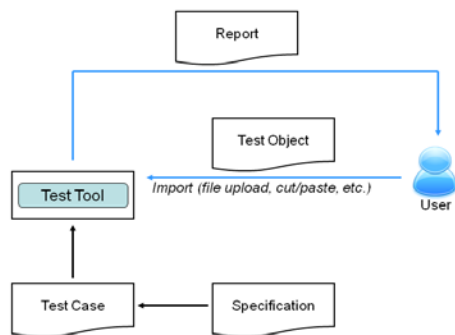 Report
Test Object
Import (file upload, cut/paste, etc.)
User
Test Tool
Test Case
Specification